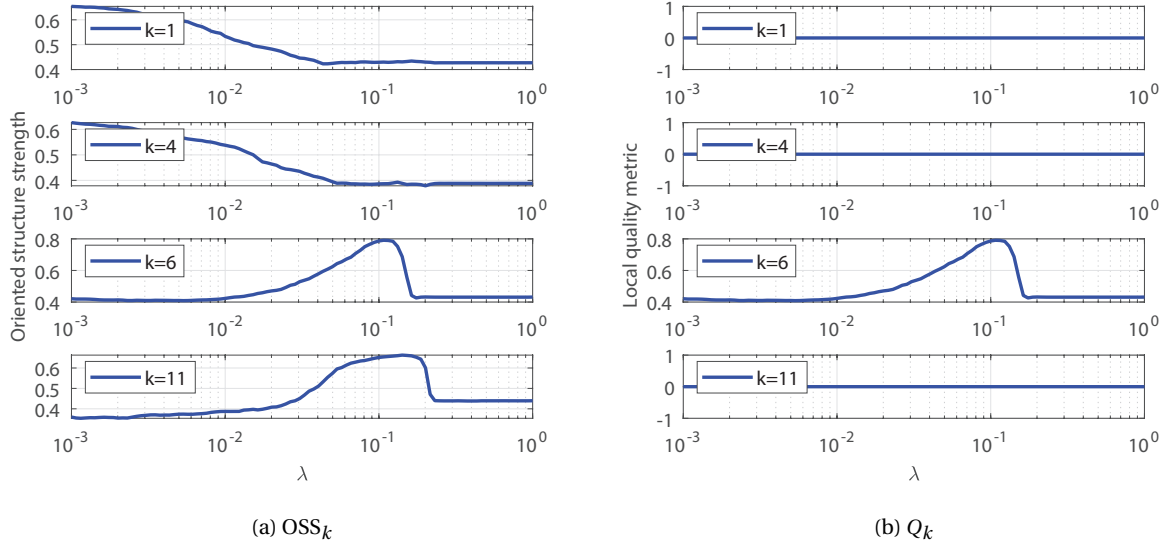 0.6
0.5
0.4
k=1
10^-3 10^-2 10^-1 10^0
0.6
0.5
0.4
k=4
10^-3 10^-2 10^-1 10^0
0.8
0.6
0.4
k=6
10^-3 10^-2 10^-1 10^0
0.6
0.5
0.4
k=11
10^-3 10^-2 10^-1 10^0
Oriented structure strength
λ
(a) OSS_k
1
0
-1
k=1
10^-3 10^-2 10^-1 10^0
1
0
-1
k=4
10^-3 10^-2 10^-1 10^0
0.8
0.6
0.4
k=6
10^-3 10^-2 10^-1 10^0
1
0
-1
k=11
10^-3 10^-2 10^-1 10^0
Local quality metric
λ
(b) Q_k